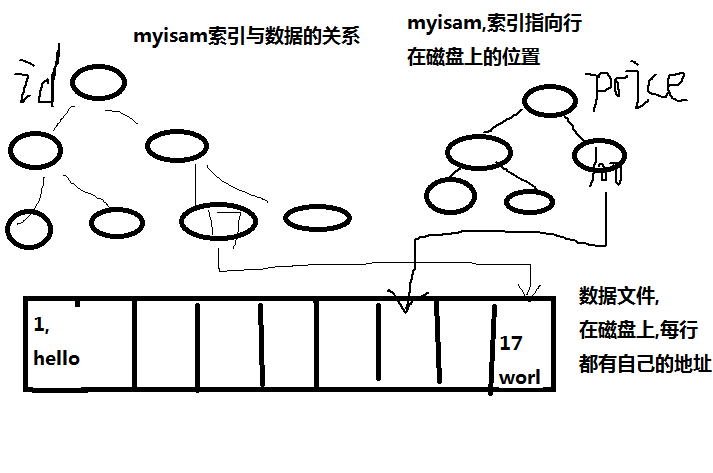 myisam索引与数据的关系
myisam,索引指向行
在磁盘上的位置
id
price
1,
hello
17
worl
数据文件,
在磁盘上,每行
都有自己的地址